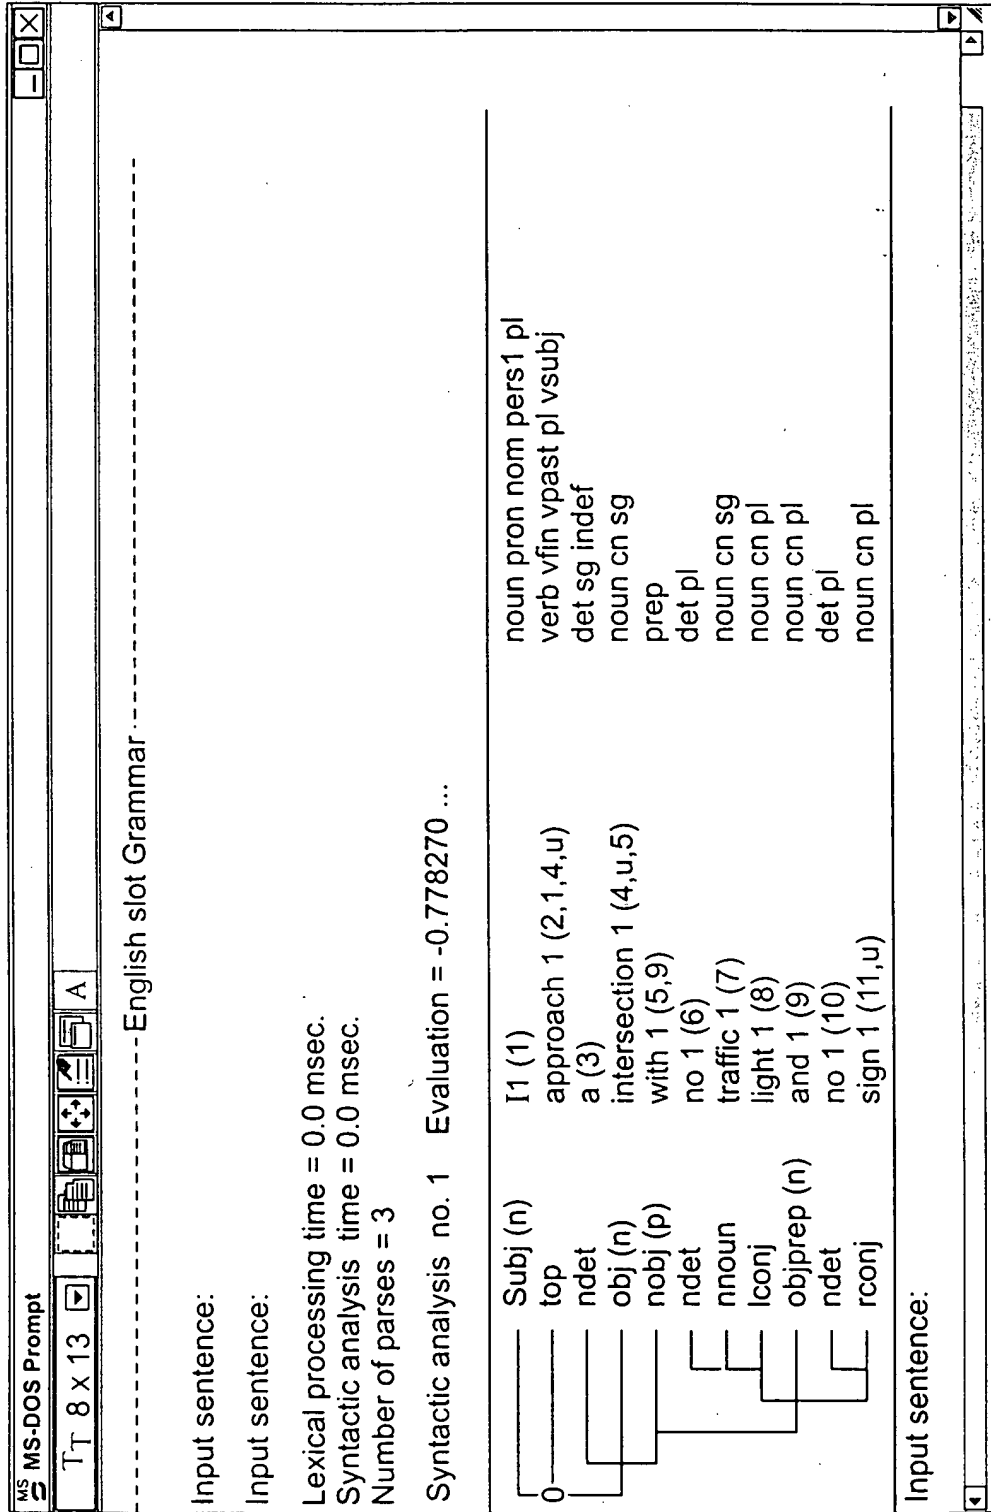 MS MS-DOS Prompt
TT 8 x 13 A
English slot Grammar
Input sentence:
Input sentence:
Lexical processing time = 0.0 msec.
Syntactic analysis time = 0.0 msec.
Number of parses = 3
Syntactic analysis no. 1 Evaluation = -0.778270 ...
Subj (n) I1 (1) noun pron nom pers1 pl
0 top approach 1 (2,1,4,u) verb vfin vpast pl vsubj
ndet a (3) det sg indef
obj (n) intersection 1 (4,u,5) noun cn sg
nobj (p) with 1 (5,9) prep
ndet no 1 (6) det pl
nnoun traffic 1 (7) noun cn sg
lconj light 1 (8) noun cn pl
objprep (n) and 1 (9) noun cn pl
ndet no 1 (10) det pl
rconj sign 1 (11,u) noun cn pl
Input sentence: